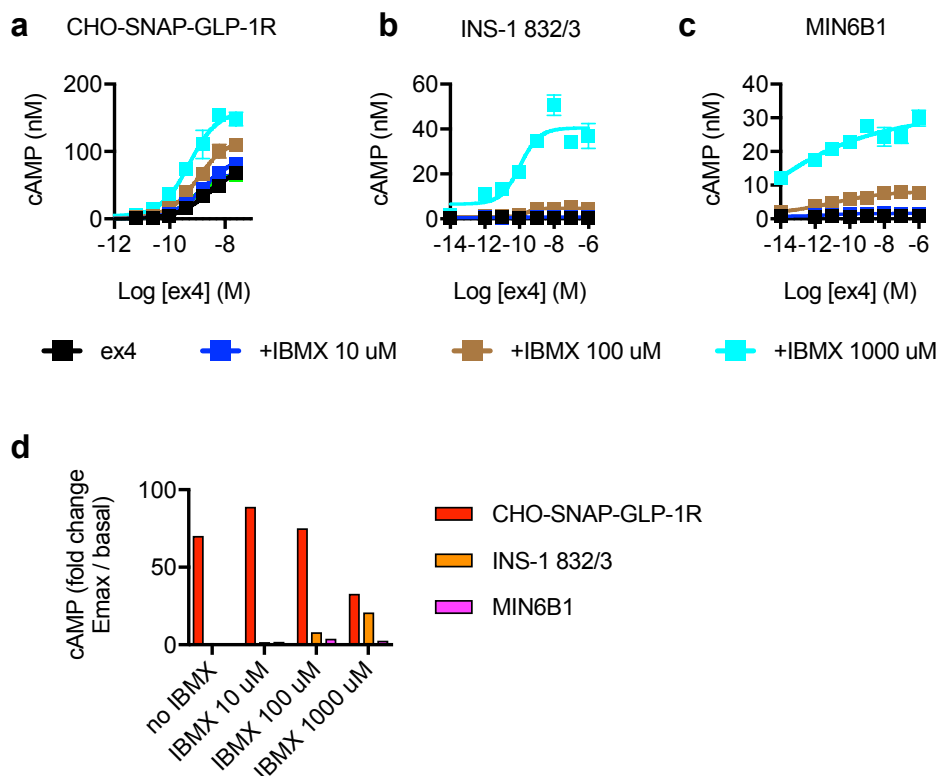 a
CHO-SNAP-GLP-1R
cAMP (nM)
200
100
0
-12
-10
-8
Log [ex4] (M)
b
INS-1 832/3
cAMP (nM)
60
40
20
0
-14
-12
-10
-8
-6
Log [ex4] (M)
c
MIN6B1
cAMP (nM)
40
30
20
10
0
-14
-12
-10
-8
-6
Log [ex4] (M)
ex4
+IBMX 10 uM
+IBMX 100 uM
+IBMX 1000 uM
d
cAMP (fold change
Emax / basal)
100
50
0
no IBMX
IBMX 10 uM
IBMX 100 uM
IBMX 1000 uM
CHO-SNAP-GLP-1R
INS-1 832/3
MIN6B1